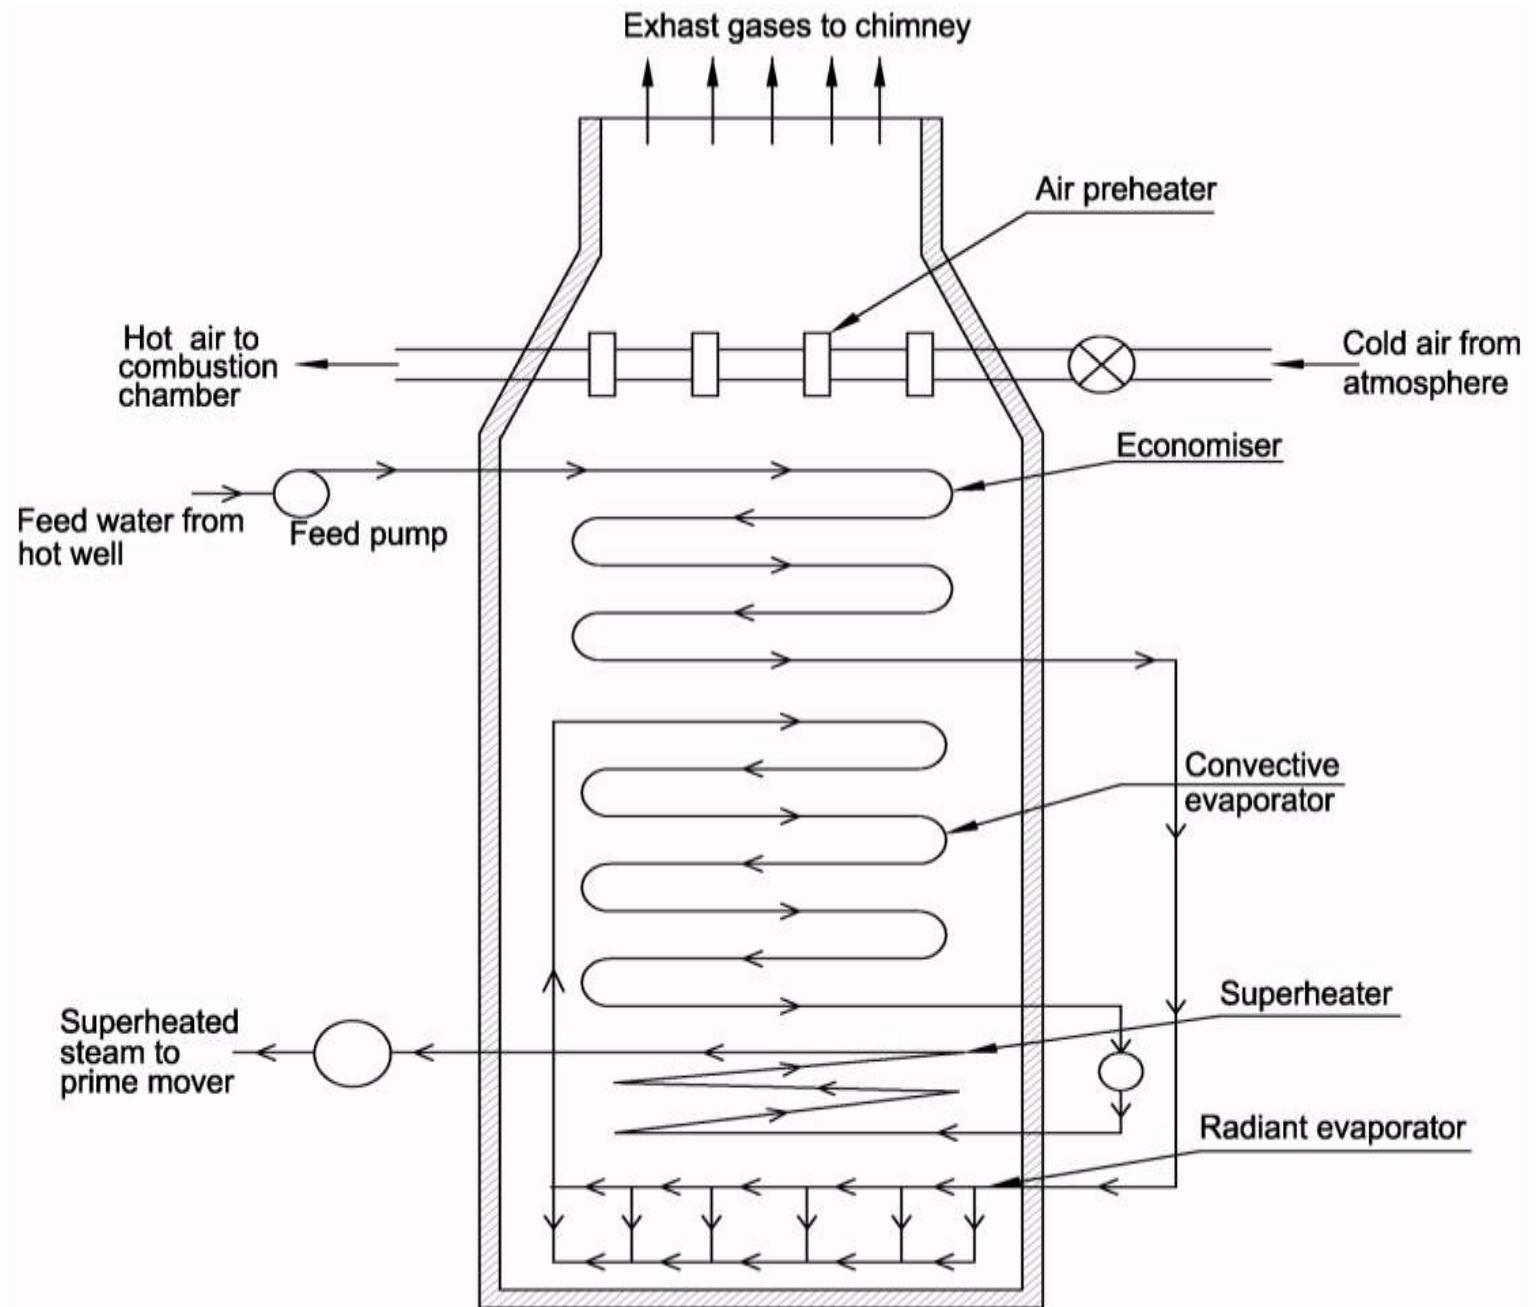 Exhast gases to chimney
Air preheater
Hot air to
combustion
chamber
Cold air from
atmosphere
Economiser
Feed water from
hot well
Feed pump
Convective
evaporator
Superheater
Superheated
steam to
prime mover
Radiant evaporator